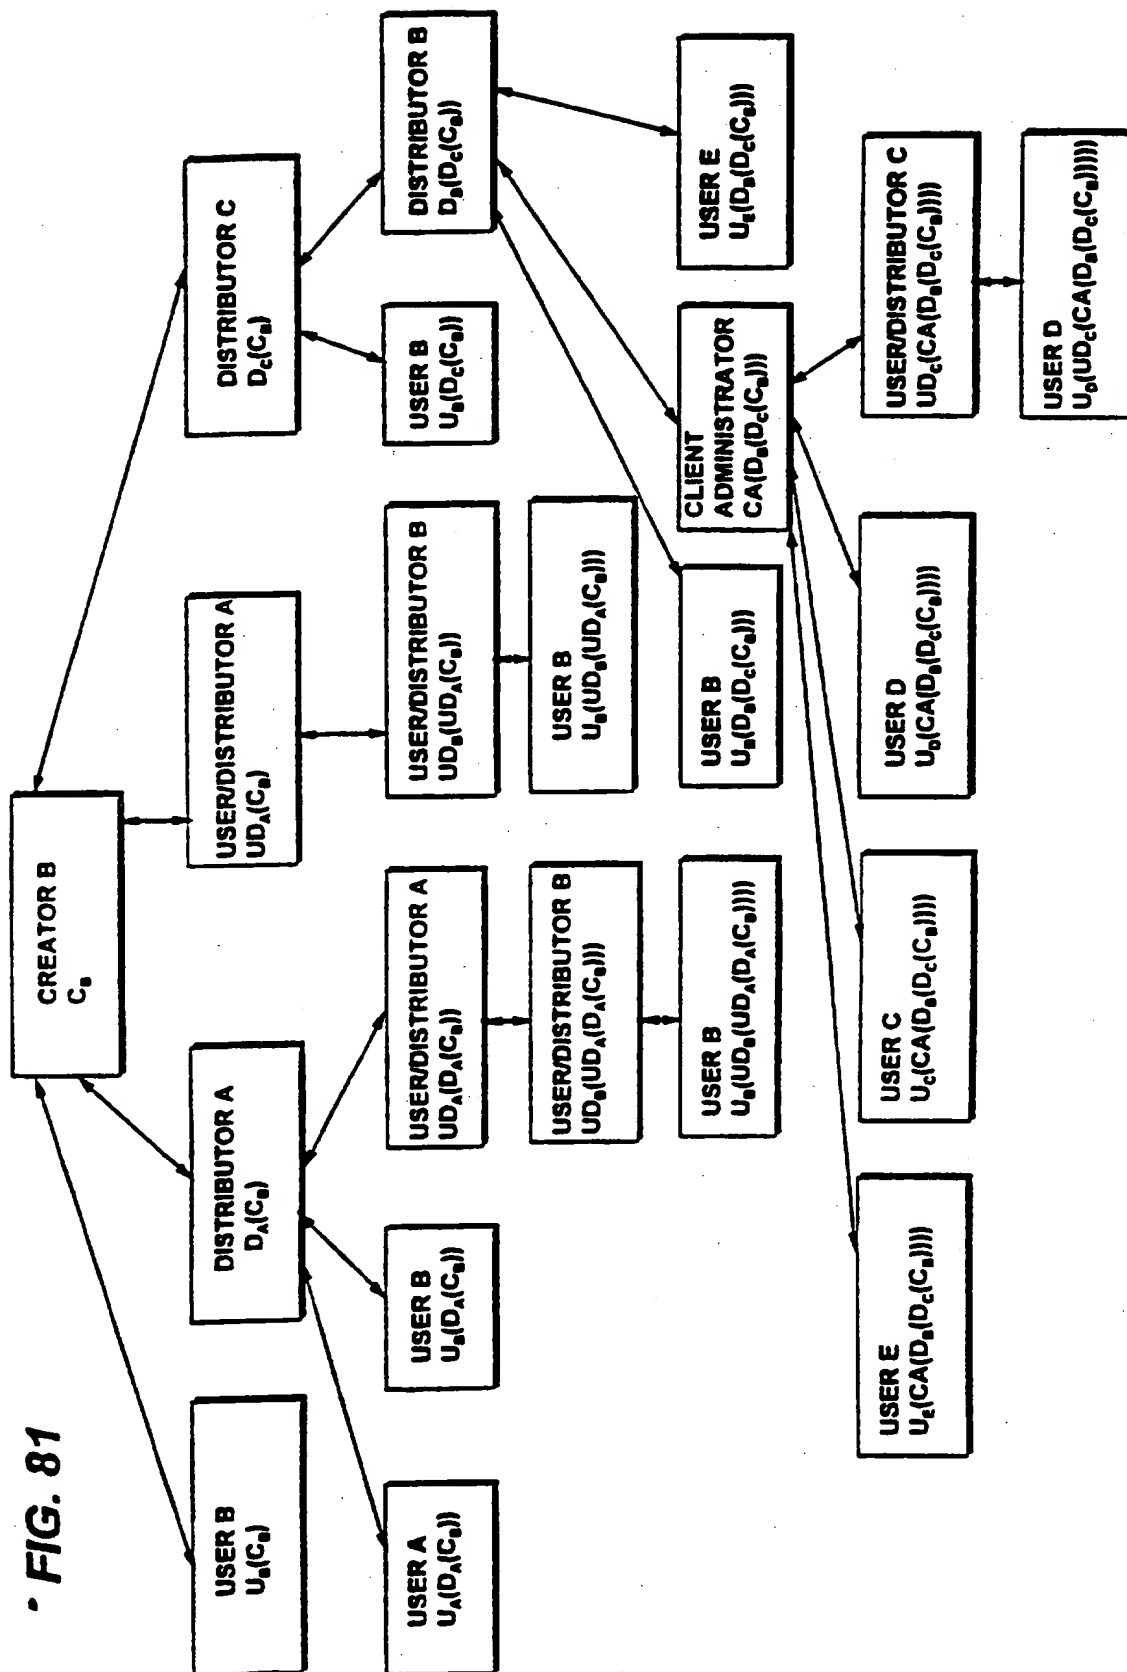 FIG. 81
CREATOR B
C_B
USER B
U_B(C_B)
DISTRIBUTOR A
D_A(C_B)
USER/DISTRIBUTOR A
UD_A(C_B)
DISTRIBUTOR C
D_C(C_B)
USER A
U_A(D_A(C_B))
USER B
U_B(D_A(C_B))
USER/DISTRIBUTOR A
UD_A(D_A(C_B))
USER/DISTRIBUTOR B
UD_B(UD_A(C_B))
USER B
U_B(D_C(C_B))
DISTRIBUTOR B
D_B(D_C(C_B))
USER/DISTRIBUTOR B
UD_B(UD_A(D_A(C_B)))
USER B
U_B(UD_B(UD_A(C_B)))
USER B
U_B(UD_B(UD_A(D_A(C_B))))
USER B
U_B(D_B(D_C(C_B)))
CLIENT
ADMINISTRATOR
CA(D_B(D_C(C_B)))
USER E
U_E(D_B(D_C(C_B)))
USER E
U_E(CA(D_B(D_C(C_B))))
USER C
U_C(CA(D_B(D_C(C_B))))
USER D
U_D(CA(D_B(D_C(C_B))))
USER/DISTRIBUTOR C
UD_C(CA(D_B(D_C(C_B))))
USER D
U_D(UD_C(CA(D_B(D_C(C_B)))))